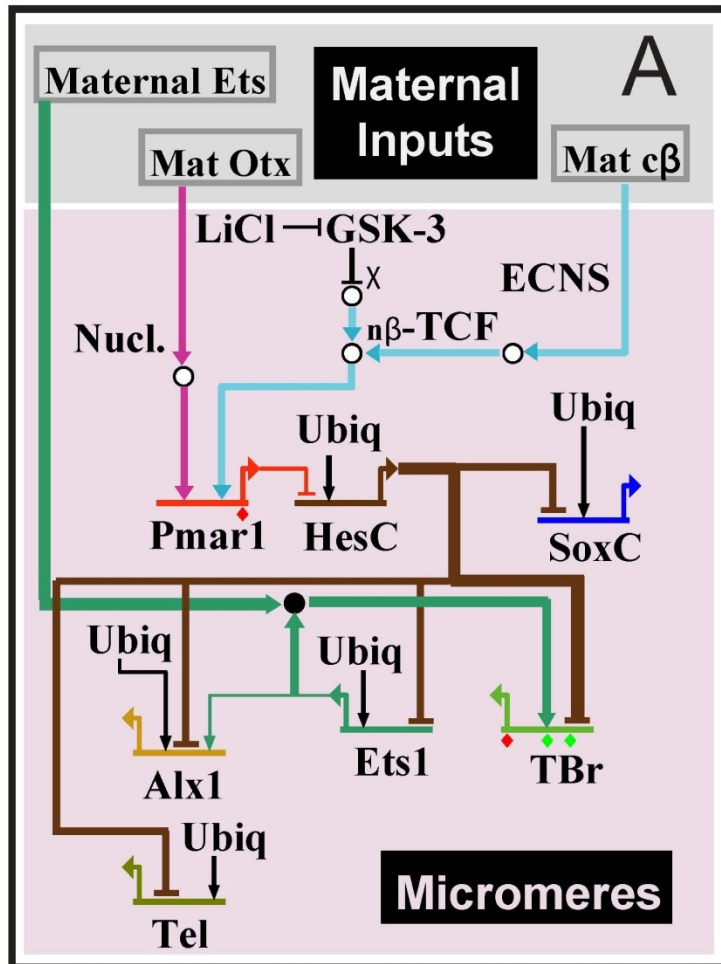 Maternal Ets
Maternal
Inputs
A
Mat Otx
Mat cβ
LiCl
GSK-3
χ
ECNS
Nucl.
nβ-TCF
Ubiq
Ubiq
Pmar1
HesC
SoxC
Ubiq
Ubiq
Alx1
Ets1
TBr
Ubiq
Tel
Micromeres